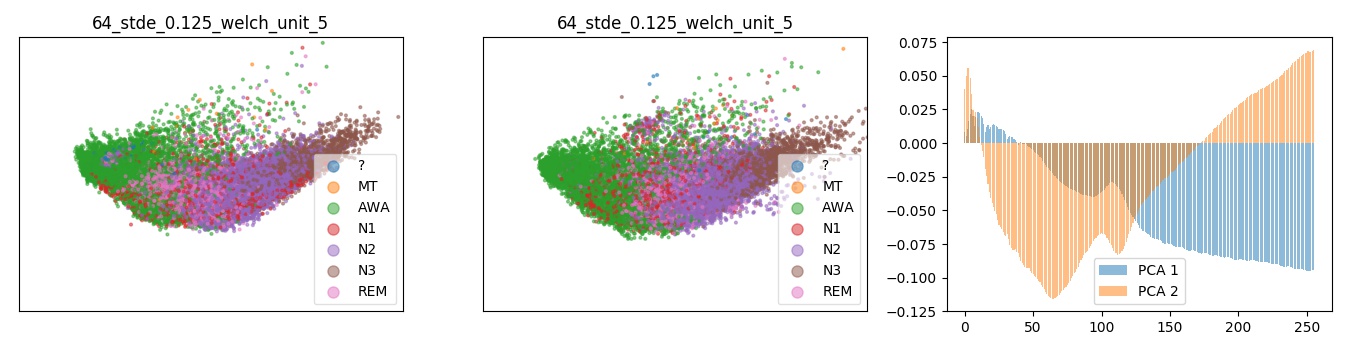 64_stde_0.125_welch_unit_5
?
MT
AWA
N1
N2
N3
REM
64_stde_0.125_welch_unit_5
?
MT
AWA
N1
N2
N3
REM
0.075
0.050
0.025
0.000
−0.025
−0.050
−0.075
−0.100
−0.125
PCA 1
PCA 2
0
50
100
150
200
250